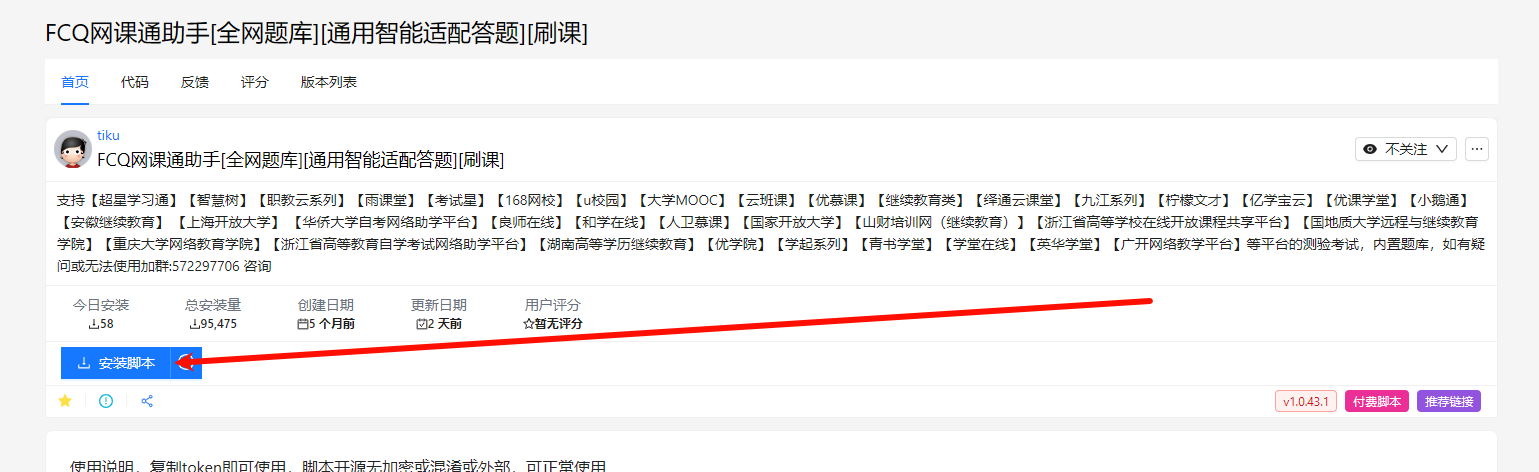 FCQ网课通助手[全网题库][通用智能适配答题][刷课]
首页 代码 反馈 评分 版本列表
tiku
FCQ网课通助手[全网题库][通用智能适配答题][刷课]
不关注
支持【超星学习通】【智慧树】【职教云系列】【雨课堂】【考试星】【168网校】【u校园】【大学MOOC】【云班课】【优慕课】【继续教育类】【绎通云课堂】【九江系列】【柠檬文才】【亿学宝云】【优课学堂】【小鹅通】
【安徽继续教育】 【上海开放大学】 【华侨大学自考网络助学平台】【良师在线】【和学在线】【人卫慕课】【国家开放大学】【山财培训网（继续教育）】【浙江省高等学校在线开放课程共享平台】【国地质大学远程与继续教育
学院】【重庆大学网络教育学院】【浙江省高等教育自学考试网络助学平台】【湖南高等学历继续教育】【优学院】【学起系列】【青书学堂】【学堂在线】【英华学堂】【广开网络教学平台】等平台的测验考试，内置题库，如有疑
问或无法使用加群:572297706 咨询
今日安装 总安装量 创建日期 更新日期 用户评分
58 95,475 5 个月前 2 天前 暂无评分
安装脚本
v1.0.43.1 付费脚本 推荐链接
使用说明，复制token即可使用，脚本开源无加密或混淆或外部，可正常使用